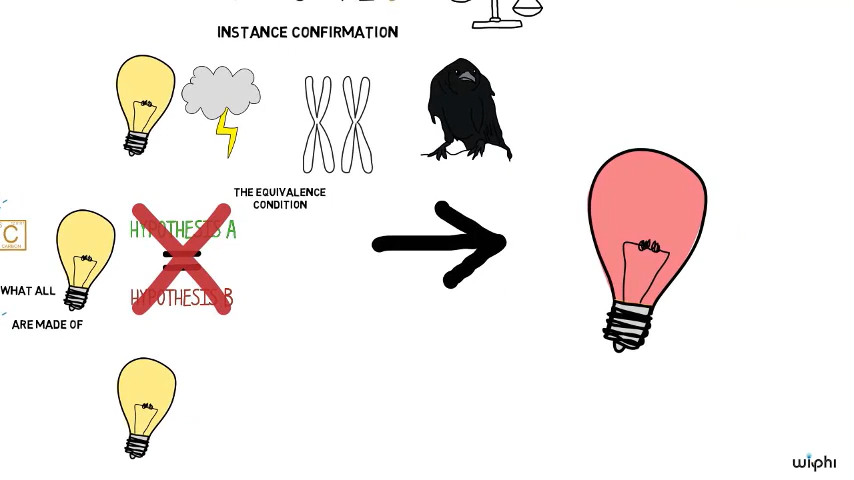 INSTANCE CONFIRMATION
THE EQUIVALENCE
CONDITION
HYPOTHESIS A
=
HYPOTHESIS B
C
CARBON
WHAT ALL
ARE MADE OF
wiphi